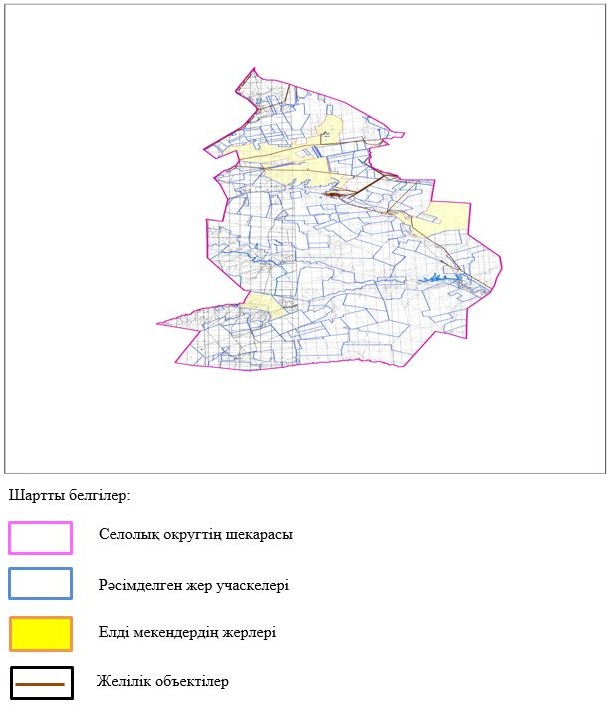 Шартты белгілер:
Селолық округтің шекарасы
Рәсімделген жер учаскелері
Елді мекендердің жерлері
Желілік объектілер